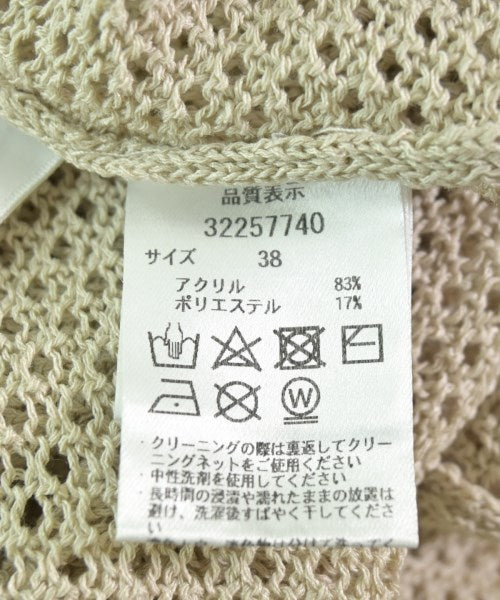 品質表示
32257740
サイズ 38
アクリル 83%
ポリエステル 17%
W
・クリーニングの際は裏返してクリー
ニングネットをご使用ください
・中性洗剤を使用してください
・長時間の浸漬や濡れたままの放置は
避け、洗濯後すばやく干してください